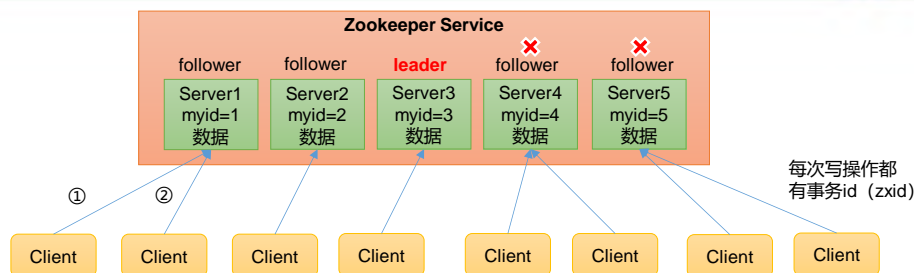 Zookeeper Service
follower
follower
leader
follower
follower
Server1
myid=1
数据
Server2
myid=2
数据
Server3
myid=3
数据
Server4
myid=4
数据
Server5
myid=5
数据
①
②
每次写操作都
有事务id（zxid）
Client
Client
Client
Client
Client
Client
Client
Client